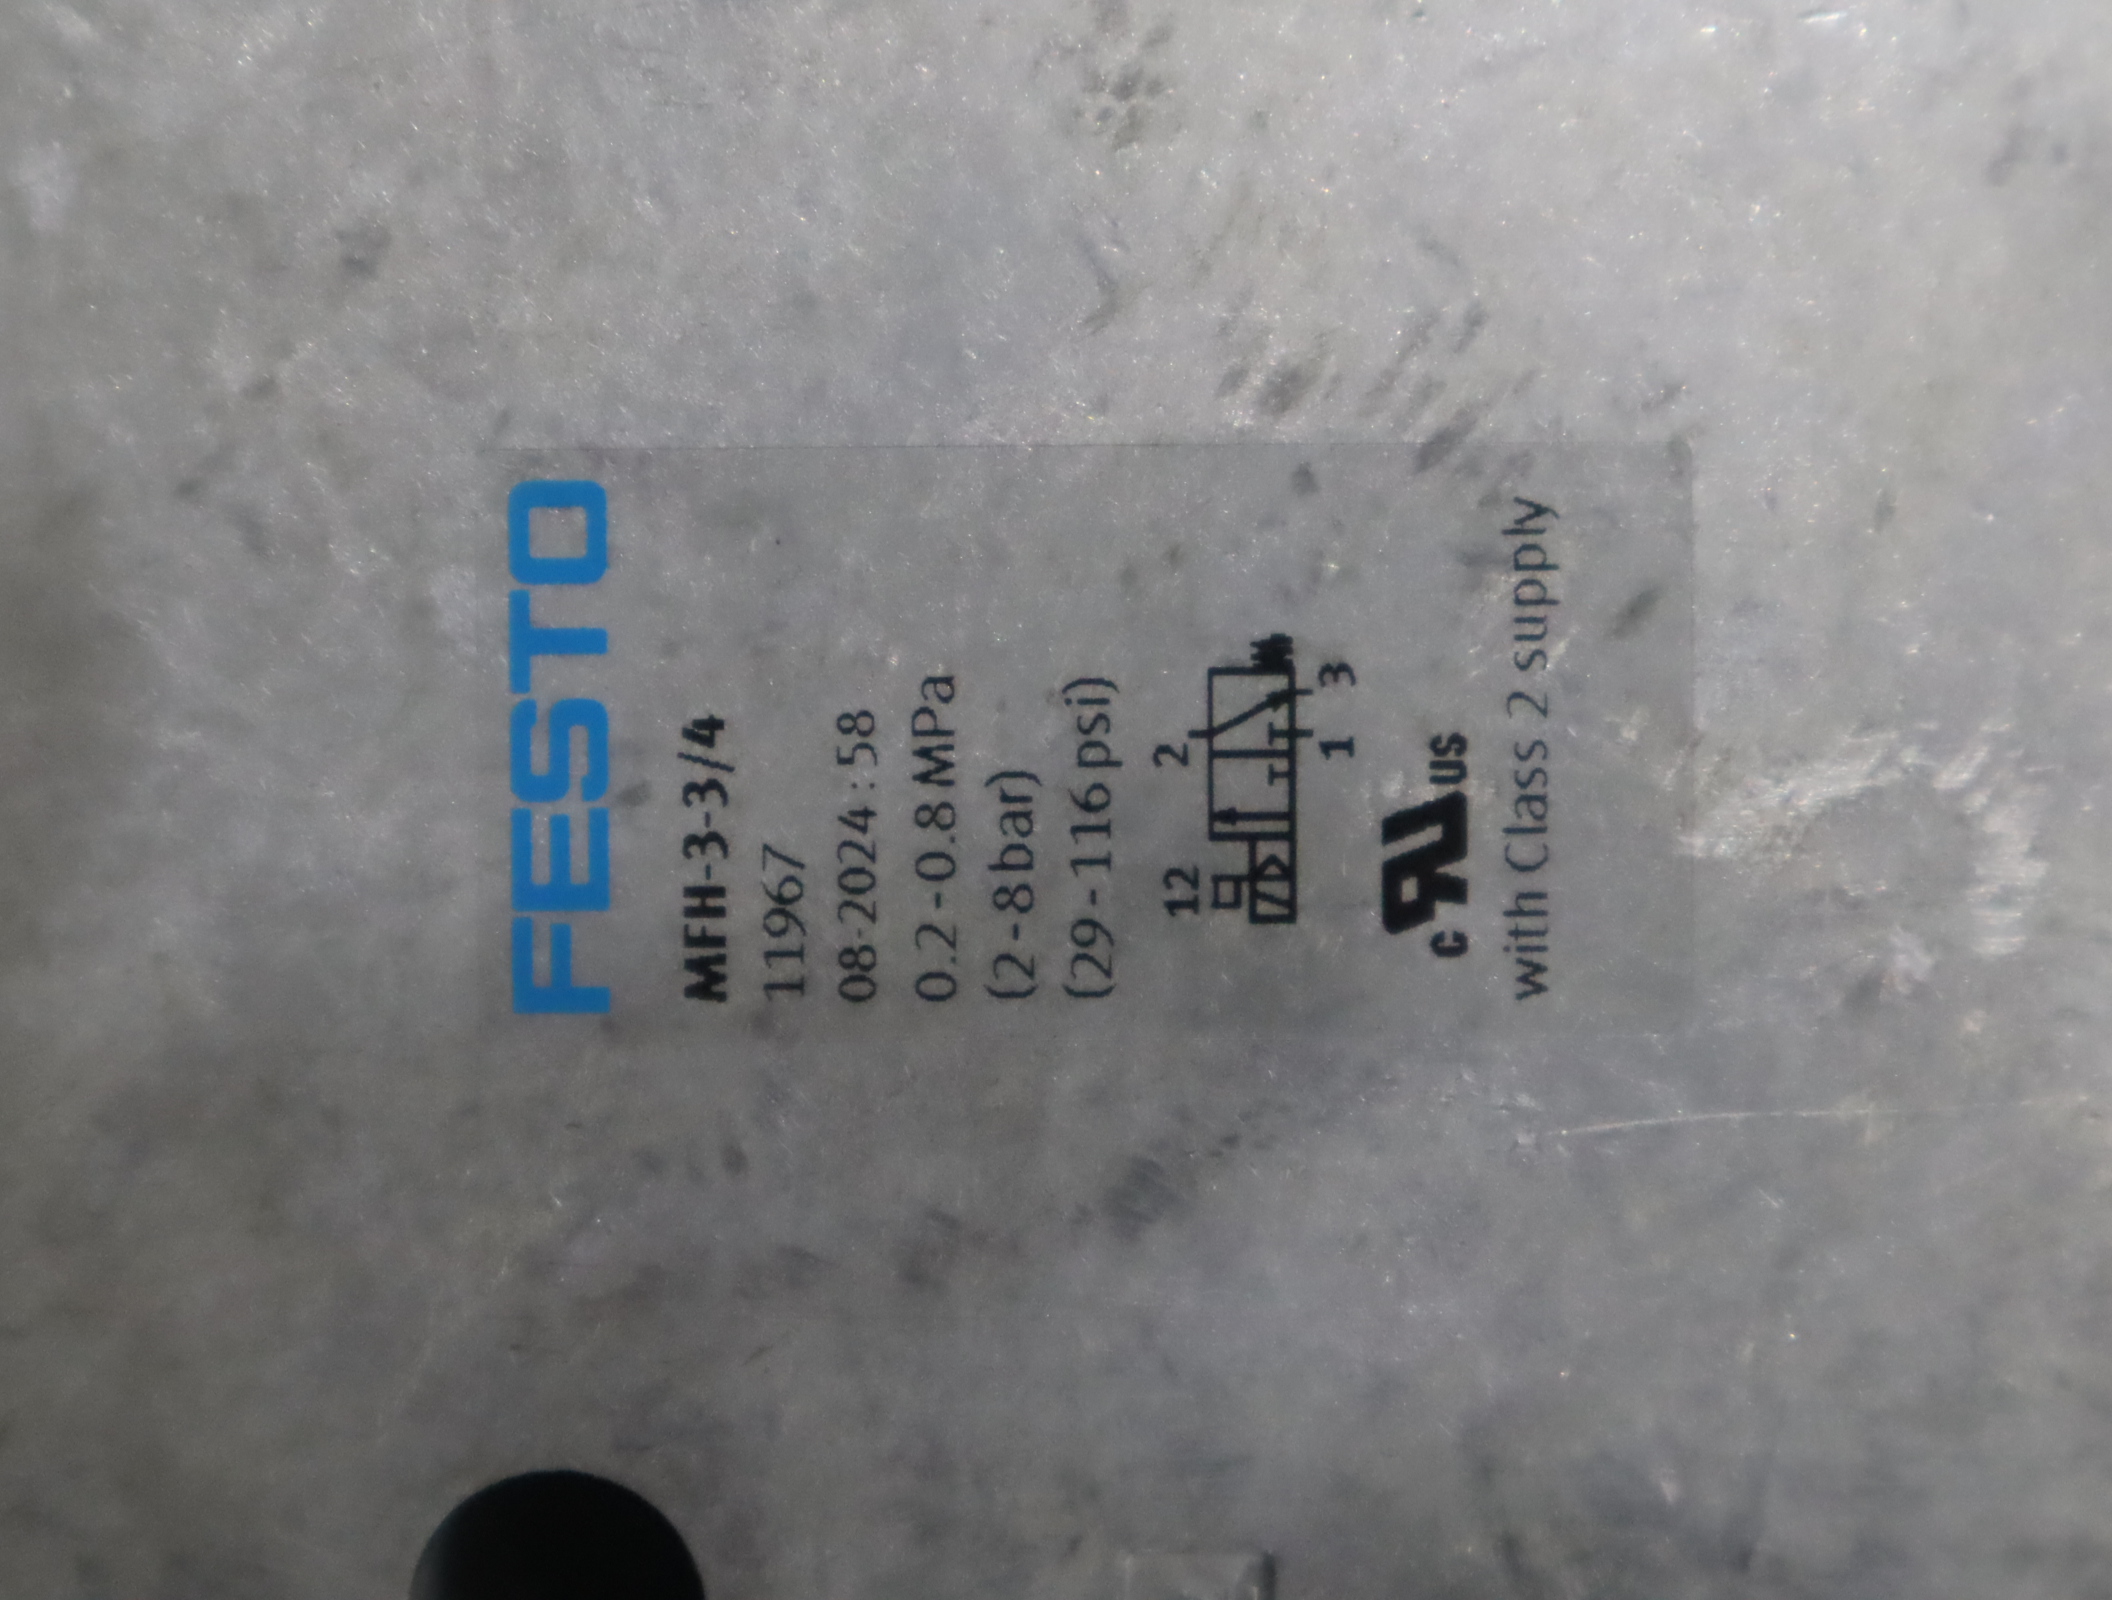 FESTO
MFH-3-3/4
11967
08-2024:58
0.2-0.8 MPa
(2-8 bar)
(29-116 psi)
12 2
1 3
c RU US
with Class 2 supply